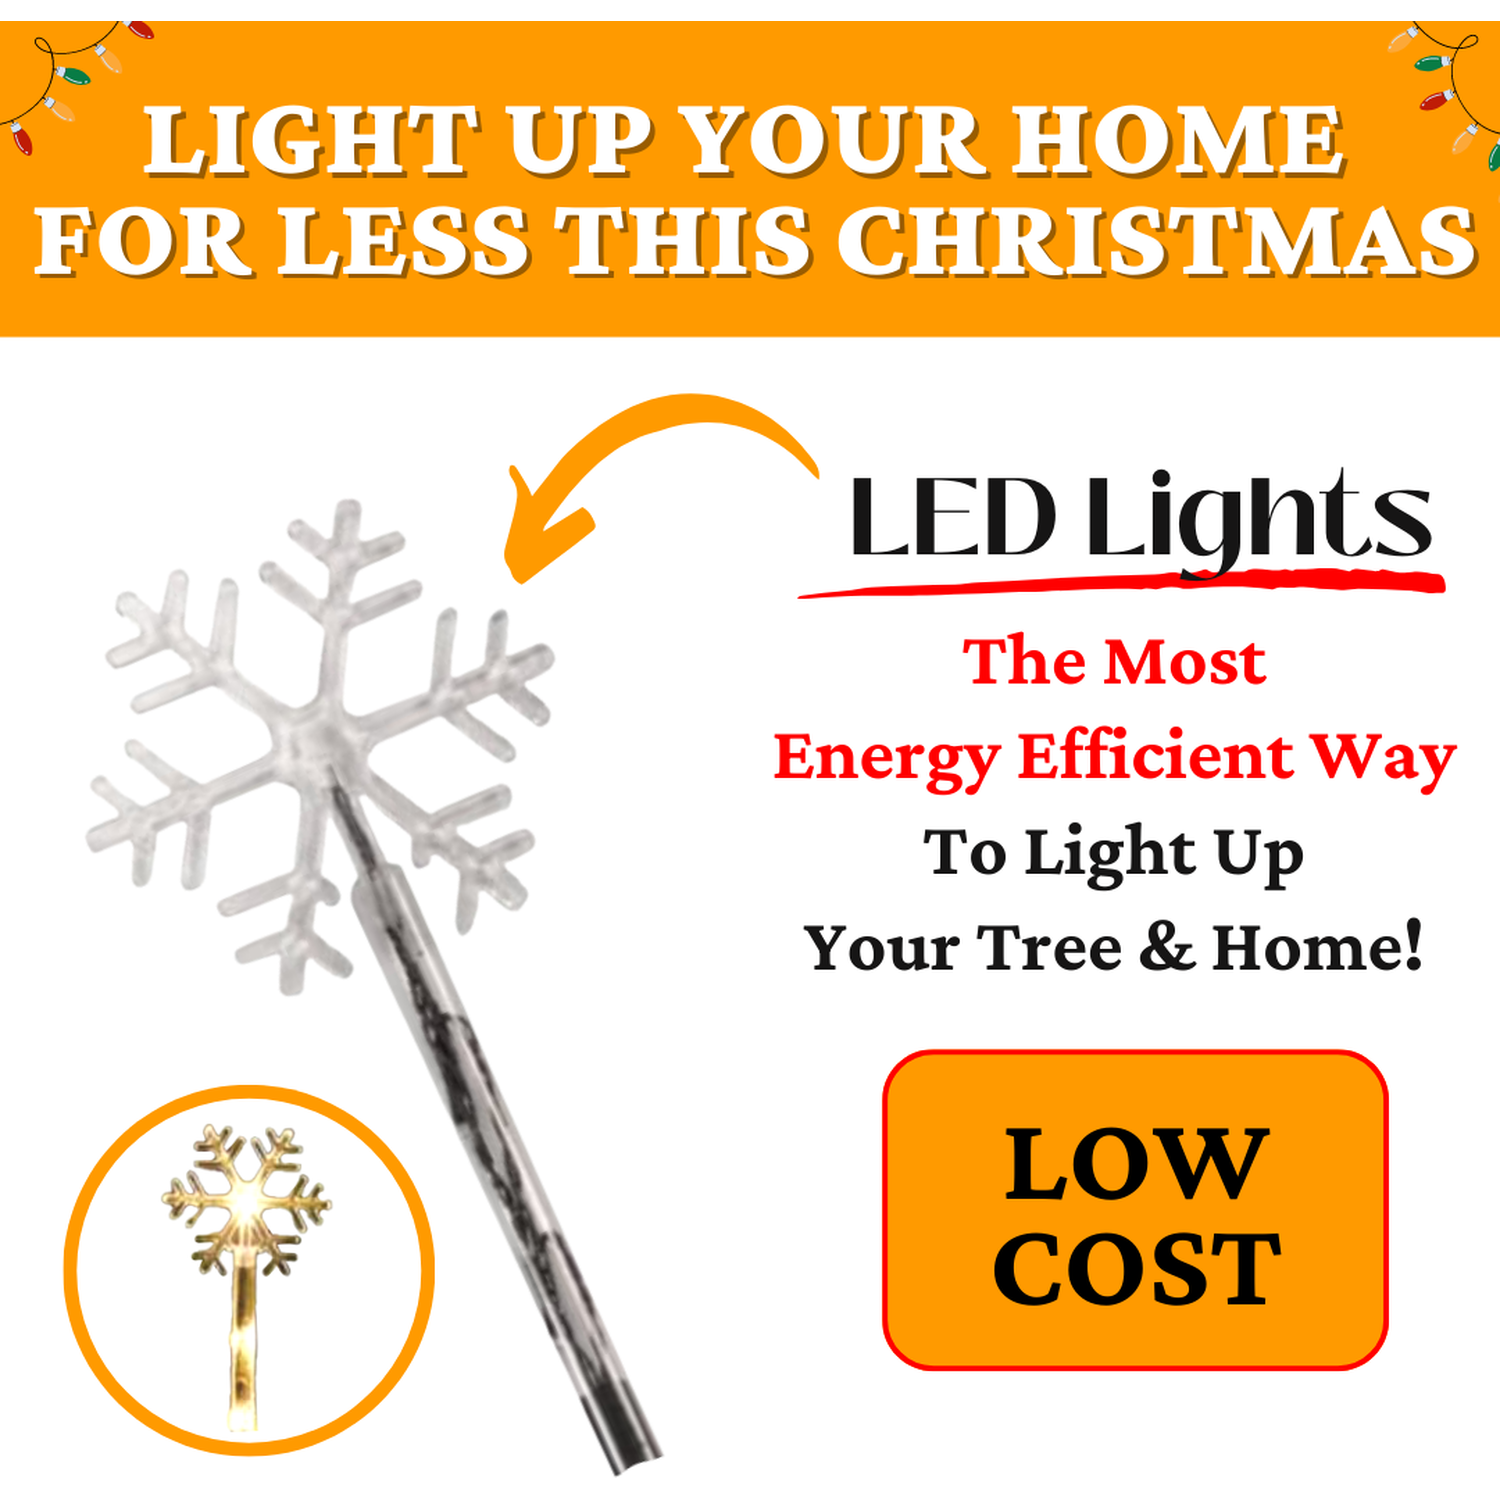 LIGHT UP YOUR HOME
FOR LESS THIS CHRISTMAS
LED Lights
The Most
Energy Efficient Way
To Light Up
Your Tree & Home!
LOW
COST